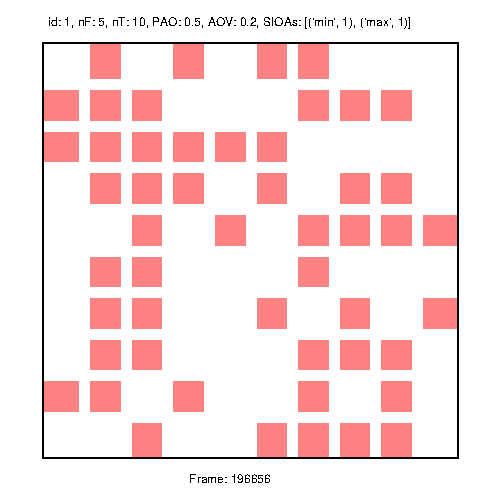 id: 1, nF: 5, nT: 10, PAO: 0.5, AOV: 0.2, SIOAs: [('min', 1), ('max', 1)]
Frame: 196656